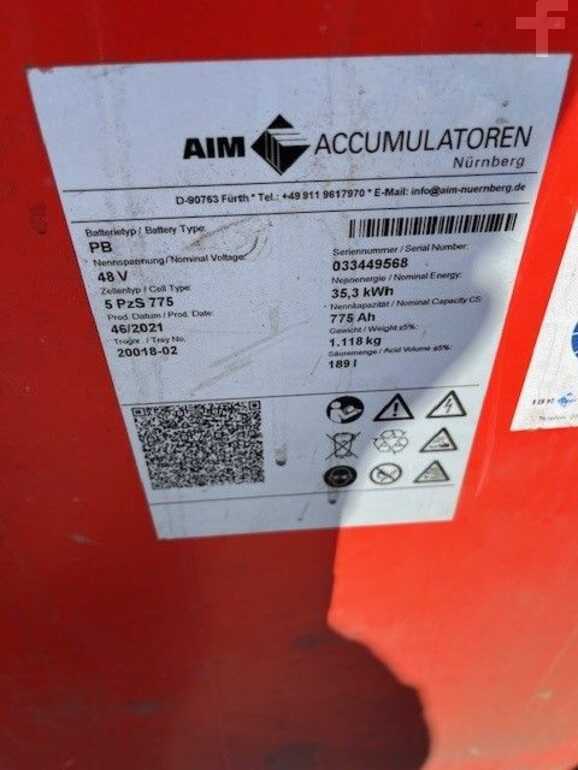 f
AIM ACCUMULATOREN
Nürnberg
D-90763 Fürth * Tel.: +49 911 9617970 * E-Mail: info@aim-nuernberg.de
Batterietyp / Battery Type:
PB
Nennspannung/Nominal Voltage:
48 V
Zellentyp / Cell Type:
5 PzS 775
Prod. Datum / Prod. Date:
46/2021
Trognr. / Tray No.
20018-02
Seriennummer / Serial Number:
033449568
Nennenergie / Nominal Energy:
35,3 kWh
Nennkapazität / Nominal Capacity C5
775 Ah
Gewicht / Weight ±5%:
1.118 kg
Säuremenge / Acid Volume ±5%:
189 l